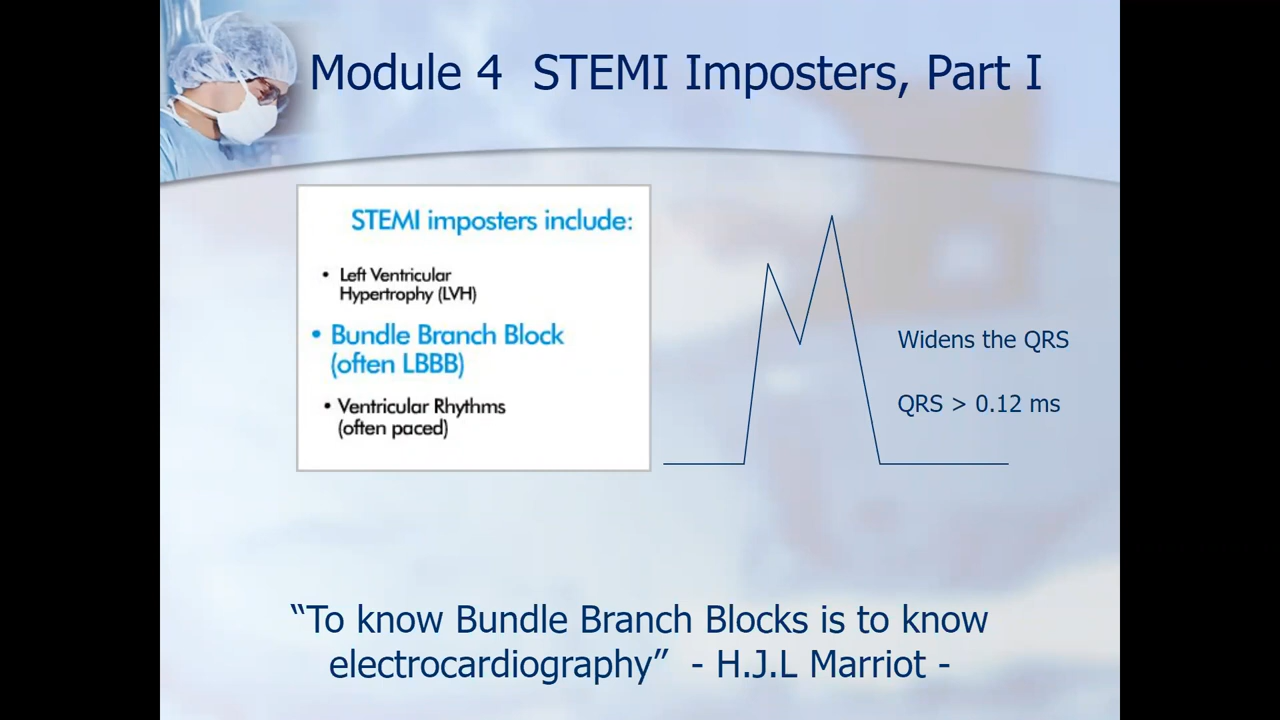 Module 4 STEMI Imposters, Part I
STEMI imposters include:
• Left Ventricular
Hypertrophy (LVH)
• Bundle Branch Block
(often LBBB)
• Ventricular Rhythms
(often paced)
Widens the QRS
QRS > 0.12 ms
“To know Bundle Branch Blocks is to know
electrocardiography” - H.J.L Marriot -